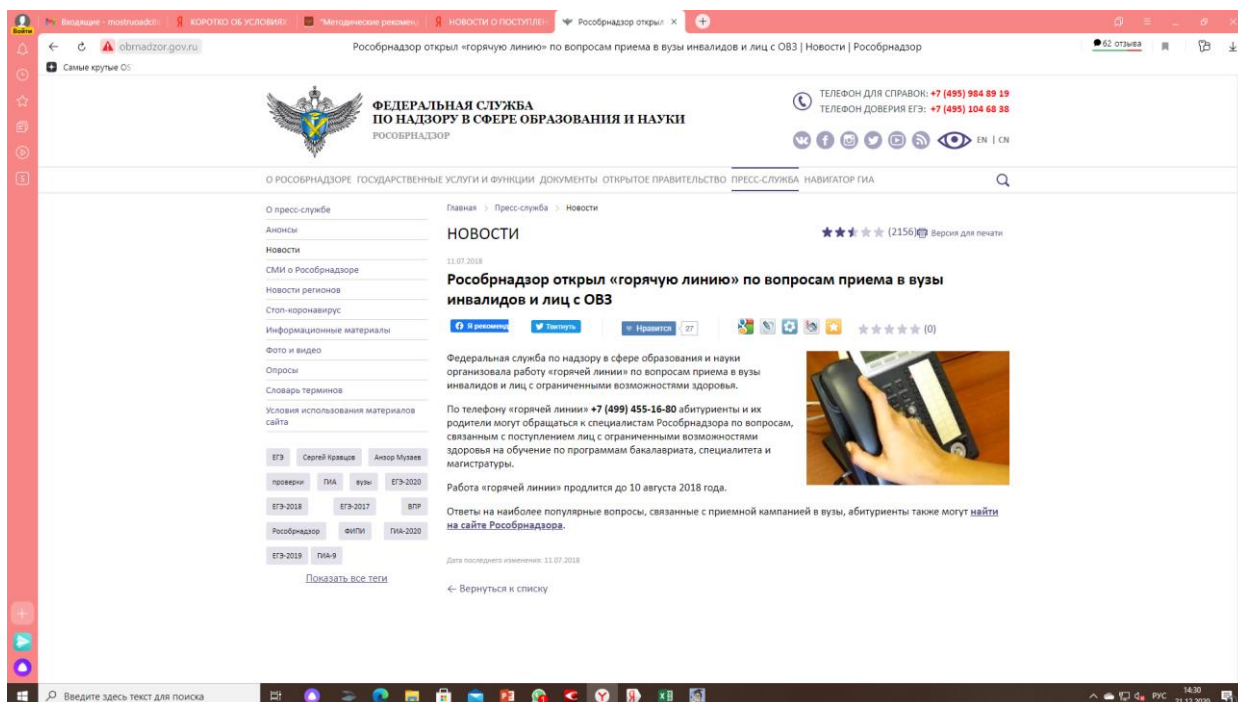 Войти
Входящие - mostruoadcit
КОРОТКО ОБ УСЛОВИЯХ
"Методические рекоменд
НОВОСТИ О ПОСТУПЛЕН
Рособрнадзор открыл
obrnadzor.gov.ru
Рособрнадзор открыл «горячую линию» по вопросам приема в вузы инвалидов и лиц с ОВЗ | Новости | Рособрнадзор
62 отзыва
Самые крутые OS
ФЕДЕРАЛЬНАЯ СЛУЖБА
ПО НАДЗОРУ В СФЕРЕ ОБРАЗОВАНИЯ И НАУКИ
РОСОБРНАДЗОР
ТЕЛЕФОН ДЛЯ СПРАВОК: +7 (495) 984 89 19
ТЕЛЕФОН ДОВЕРИЯ ЕГЭ: +7 (495) 104 68 38
EN | CN
О РОСОБРНАДЗОРЕ ГОСУДАРСТВЕННЫЕ УСЛУГИ И ФУНКЦИИ ДОКУМЕНТЫ ОТКРЫТОЕ ПРАВИТЕЛЬСТВО ПРЕСС-СЛУЖБА НАВИГАТОР ГИА
О пресс-службе
Анонсы
Новости
СМИ о Рособрнадзоре
Новости регионов
Стоп-коронавирус
Информационные материалы
Фото и видео
Опросы
Словарь терминов
Условия использования материалов
сайта
ЕГЭ Сергей Кравцов Анзор Музаев
проверки ГИА вузы ЕГЭ-2020
ЕГЭ-2018 ЕГЭ-2017 ВПР
Рособрнадзор ФИПИ ГИА-2020
ЕГЭ-2019 ГИА-9
Показать все теги
Главная > Пресс-служба > Новости
НОВОСТИ
(2156) Версия для печати
11.07.2018
Рособрнадзор открыл «горячую линию» по вопросам приема в вузы
инвалидов и лиц с ОВЗ
Я рекоменд
Твитнуть
Нравится 27
(0)
Федеральная служба по надзору в сфере образования и науки
организовала работу «горячей линии» по вопросам приема в вузы
инвалидов и лиц с ограниченными возможностями здоровья.
По телефону «горячей линии» +7 (499) 455-16-80 абитуриенты и их
родители могут обращаться к специалистам Рособрнадзора по вопросам,
связанным с поступлением лиц с ограниченными возможностями
здоровья на обучение по программам бакалавриата, специалитета и
магистратуры.
Работа «горячей линии» продлится до 10 августа 2018 года.
Ответы на наиболее популярные вопросы, связанные с приемной кампанией в вузы, абитуриенты также могут найти
на сайте Рособрнадзора.
Дата последнего изменения: 11.07.2018
← Вернуться к списку
Введите здесь текст для поиска
РУС
14:30
21.12.2020